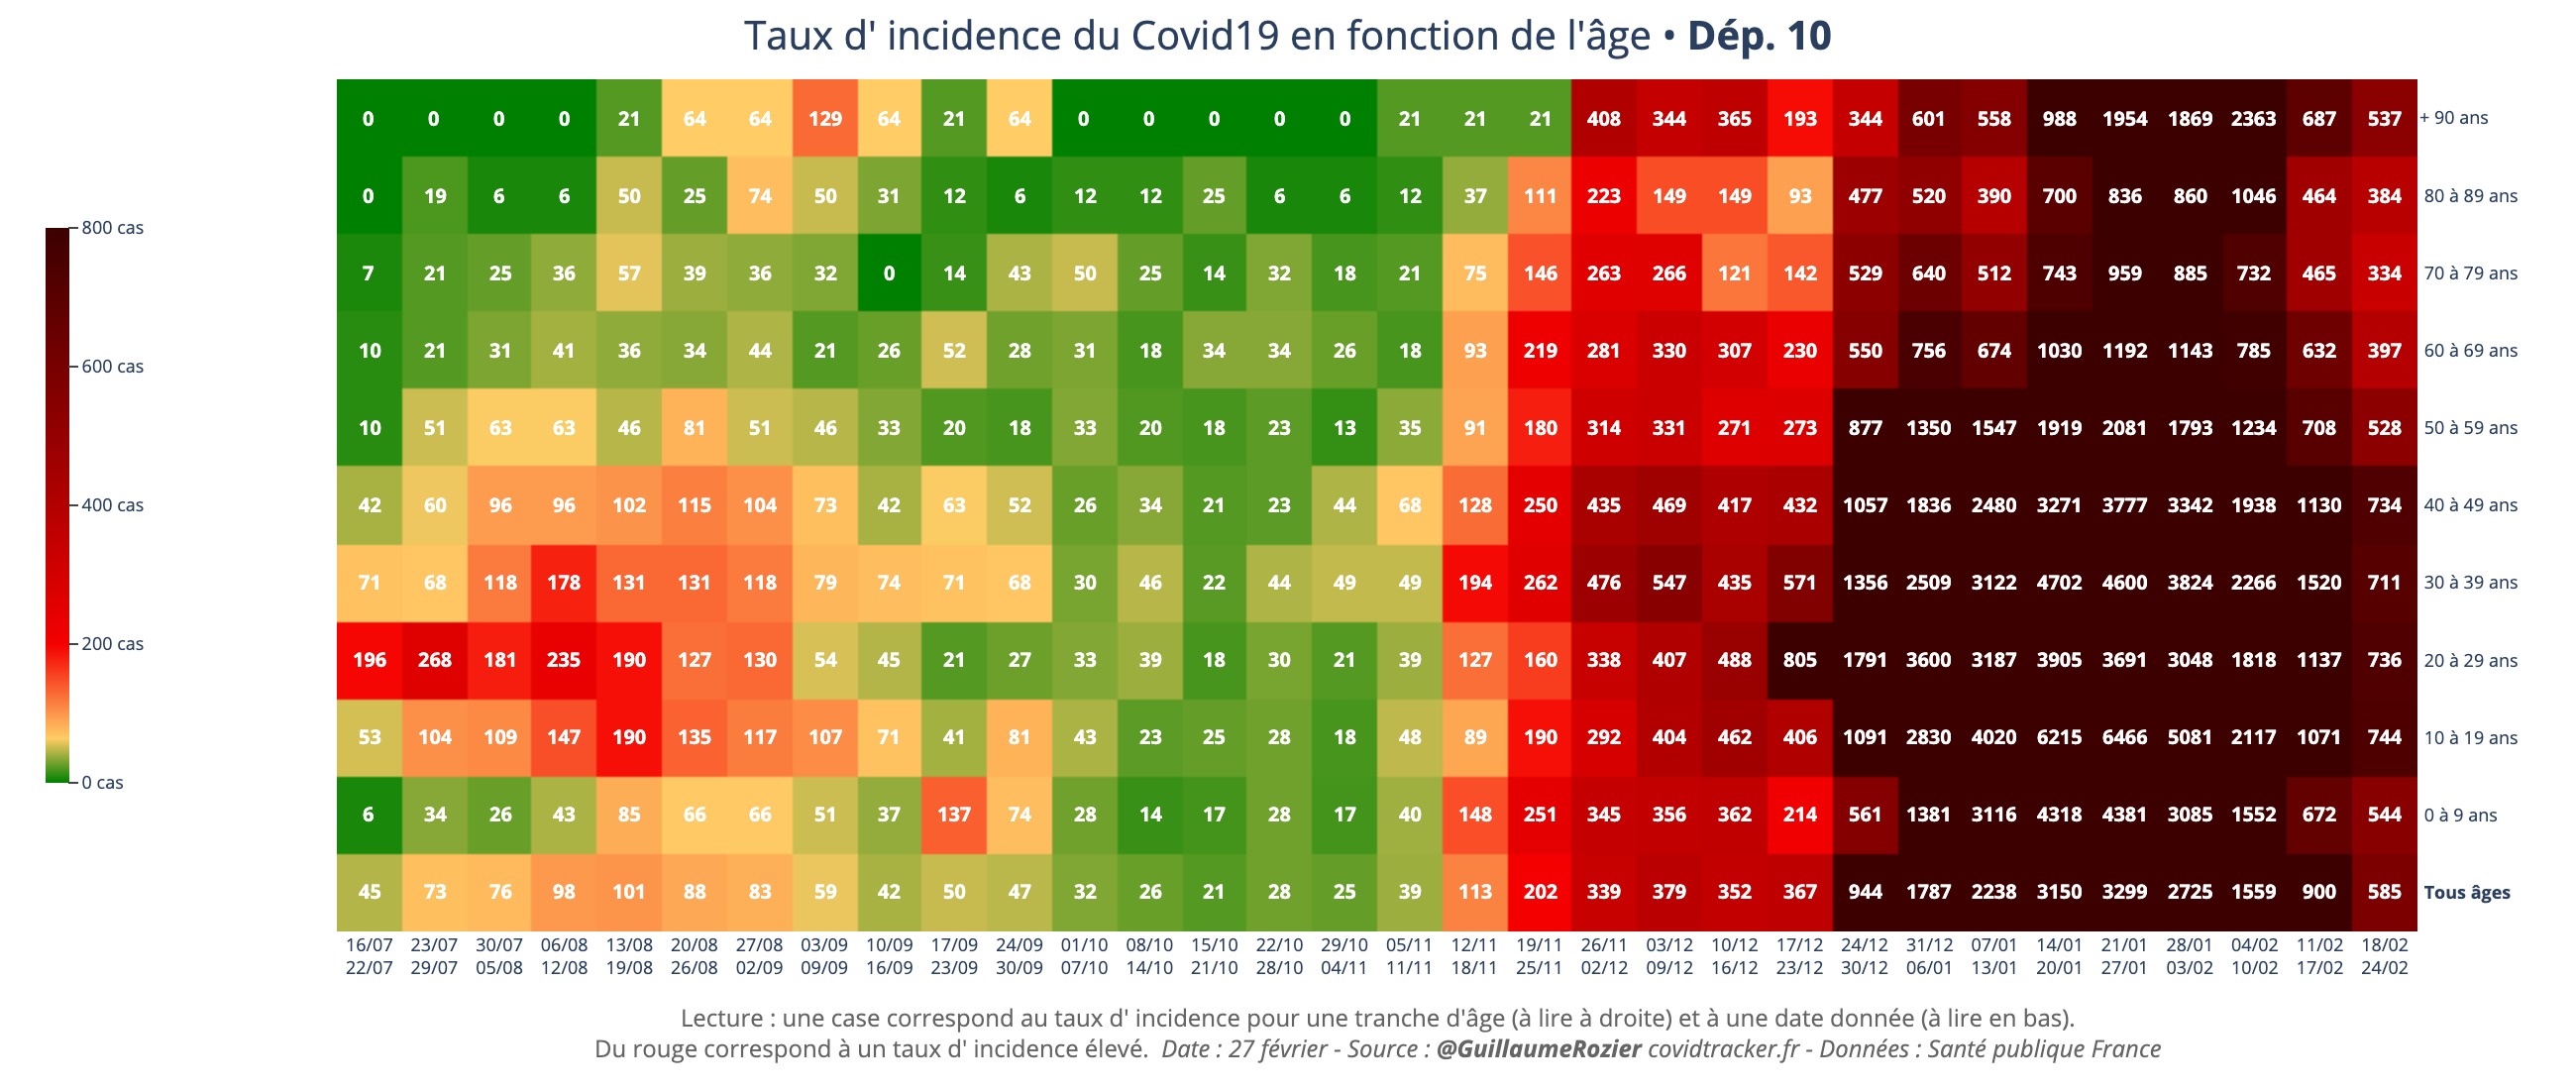 Taux d' incidence du Covid19 en fonction de l'âge • Dép. 10
800 cas
600 cas
400 cas
200 cas
0 cas
0 0 0 0 21 64 64 129 64 21 64 0 0 0 0 0 21 21 21 408 344 365 193 344 601 558 988 1954 1869 2363 687 537 + 90 ans
0 19 6 6 50 25 74 50 31 12 6 12 12 25 6 6 12 37 111 223 149 149 93 477 520 390 700 836 860 1046 464 384 80 à 89 ans
7 21 25 36 57 39 36 32 0 14 43 50 25 14 32 18 21 75 146 263 266 121 142 529 640 512 743 959 885 732 465 334 70 à 79 ans
10 21 31 41 36 34 44 21 26 52 28 31 18 34 34 26 18 93 219 281 330 307 230 550 756 674 1030 1192 1143 785 632 397 60 à 69 ans
10 51 63 63 46 81 51 46 33 20 18 33 20 18 23 13 35 91 180 314 331 271 273 877 1350 1547 1919 2081 1793 1234 708 528 50 à 59 ans
42 60 96 96 102 115 104 73 42 63 52 26 34 21 23 44 68 128 250 435 469 417 432 1057 1836 2480 3271 3777 3342 1938 1130 734 40 à 49 ans
71 68 118 178 131 131 118 79 74 71 68 30 46 22 44 49 49 194 262 476 547 435 571 1356 2509 3122 4702 4600 3824 2266 1520 711 30 à 39 ans
196 268 181 235 190 127 130 54 45 21 27 33 39 18 30 21 39 127 160 338 407 488 805 1791 3600 3187 3905 3691 3048 1818 1137 736 20 à 29 ans
53 104 109 147 190 135 117 107 71 41 81 43 23 25 28 18 48 89 190 292 404 462 406 1091 2830 4020 6215 6466 5081 2117 1071 744 10 à 19 ans
6 34 26 43 85 66 66 51 37 137 74 28 14 17 28 17 40 148 251 345 356 362 214 561 1381 3116 4318 4381 3085 1552 672 544 0 à 9 ans
45 73 76 98 101 88 83 59 42 50 47 32 26 21 28 25 39 113 202 339 379 352 367 944 1787 2238 3150 3299 2725 1559 900 585 Tous âges
16/07 23/07 30/07 06/08 13/08 20/08 27/08 03/09 10/09 17/09 24/09 01/10 08/10 15/10 22/10 29/10 05/11 12/11 19/11 26/11 03/12 10/12 17/12 24/12 31/12 07/01 14/01 21/01 28/01 04/02 11/02 18/02
22/07 29/07 05/08 12/08 19/08 26/08 02/09 09/09 16/09 23/09 30/09 07/10 14/10 21/10 28/10 04/11 11/11 18/11 25/11 02/12 09/12 16/12 23/12 30/12 06/01 13/01 20/01 27/01 03/02 10/02 17/02 24/02
Lecture : une case correspond au taux d' incidence pour une tranche d'âge (à lire à droite) et à une date donnée (à lire en bas).
Du rouge correspond à un taux d' incidence élevé. Date : 27 février - Source : @GuillaumeRozier covidtracker.fr - Données : Santé publique France